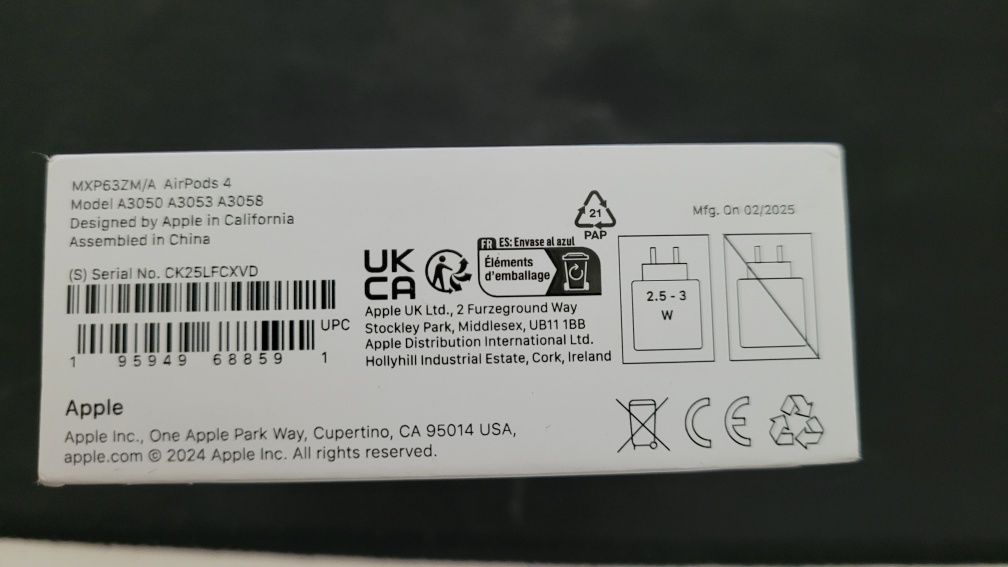 MXP63ZM/A AirPods 4
Model A3050 A3053 A3058
Designed by Apple in California
Assembled in China
(S) Serial No. CK25LFCXVD
UPC
1 95949 68859 1
UK
CA
FR
ES: Envase al azul
Éléments
d'emballage
21
PAP
Apple UK Ltd., 2 Furzeground Way
Stockley Park, Middlesex, UB11 1BB
Apple Distribution International Ltd.
Hollyhill Industrial Estate, Cork, Ireland
Mfg. On 02/2025
2.5 - 3
W
Apple
Apple Inc., One Apple Park Way, Cupertino, CA 95014 USA,
apple.com © 2024 Apple Inc. All rights reserved.
CE